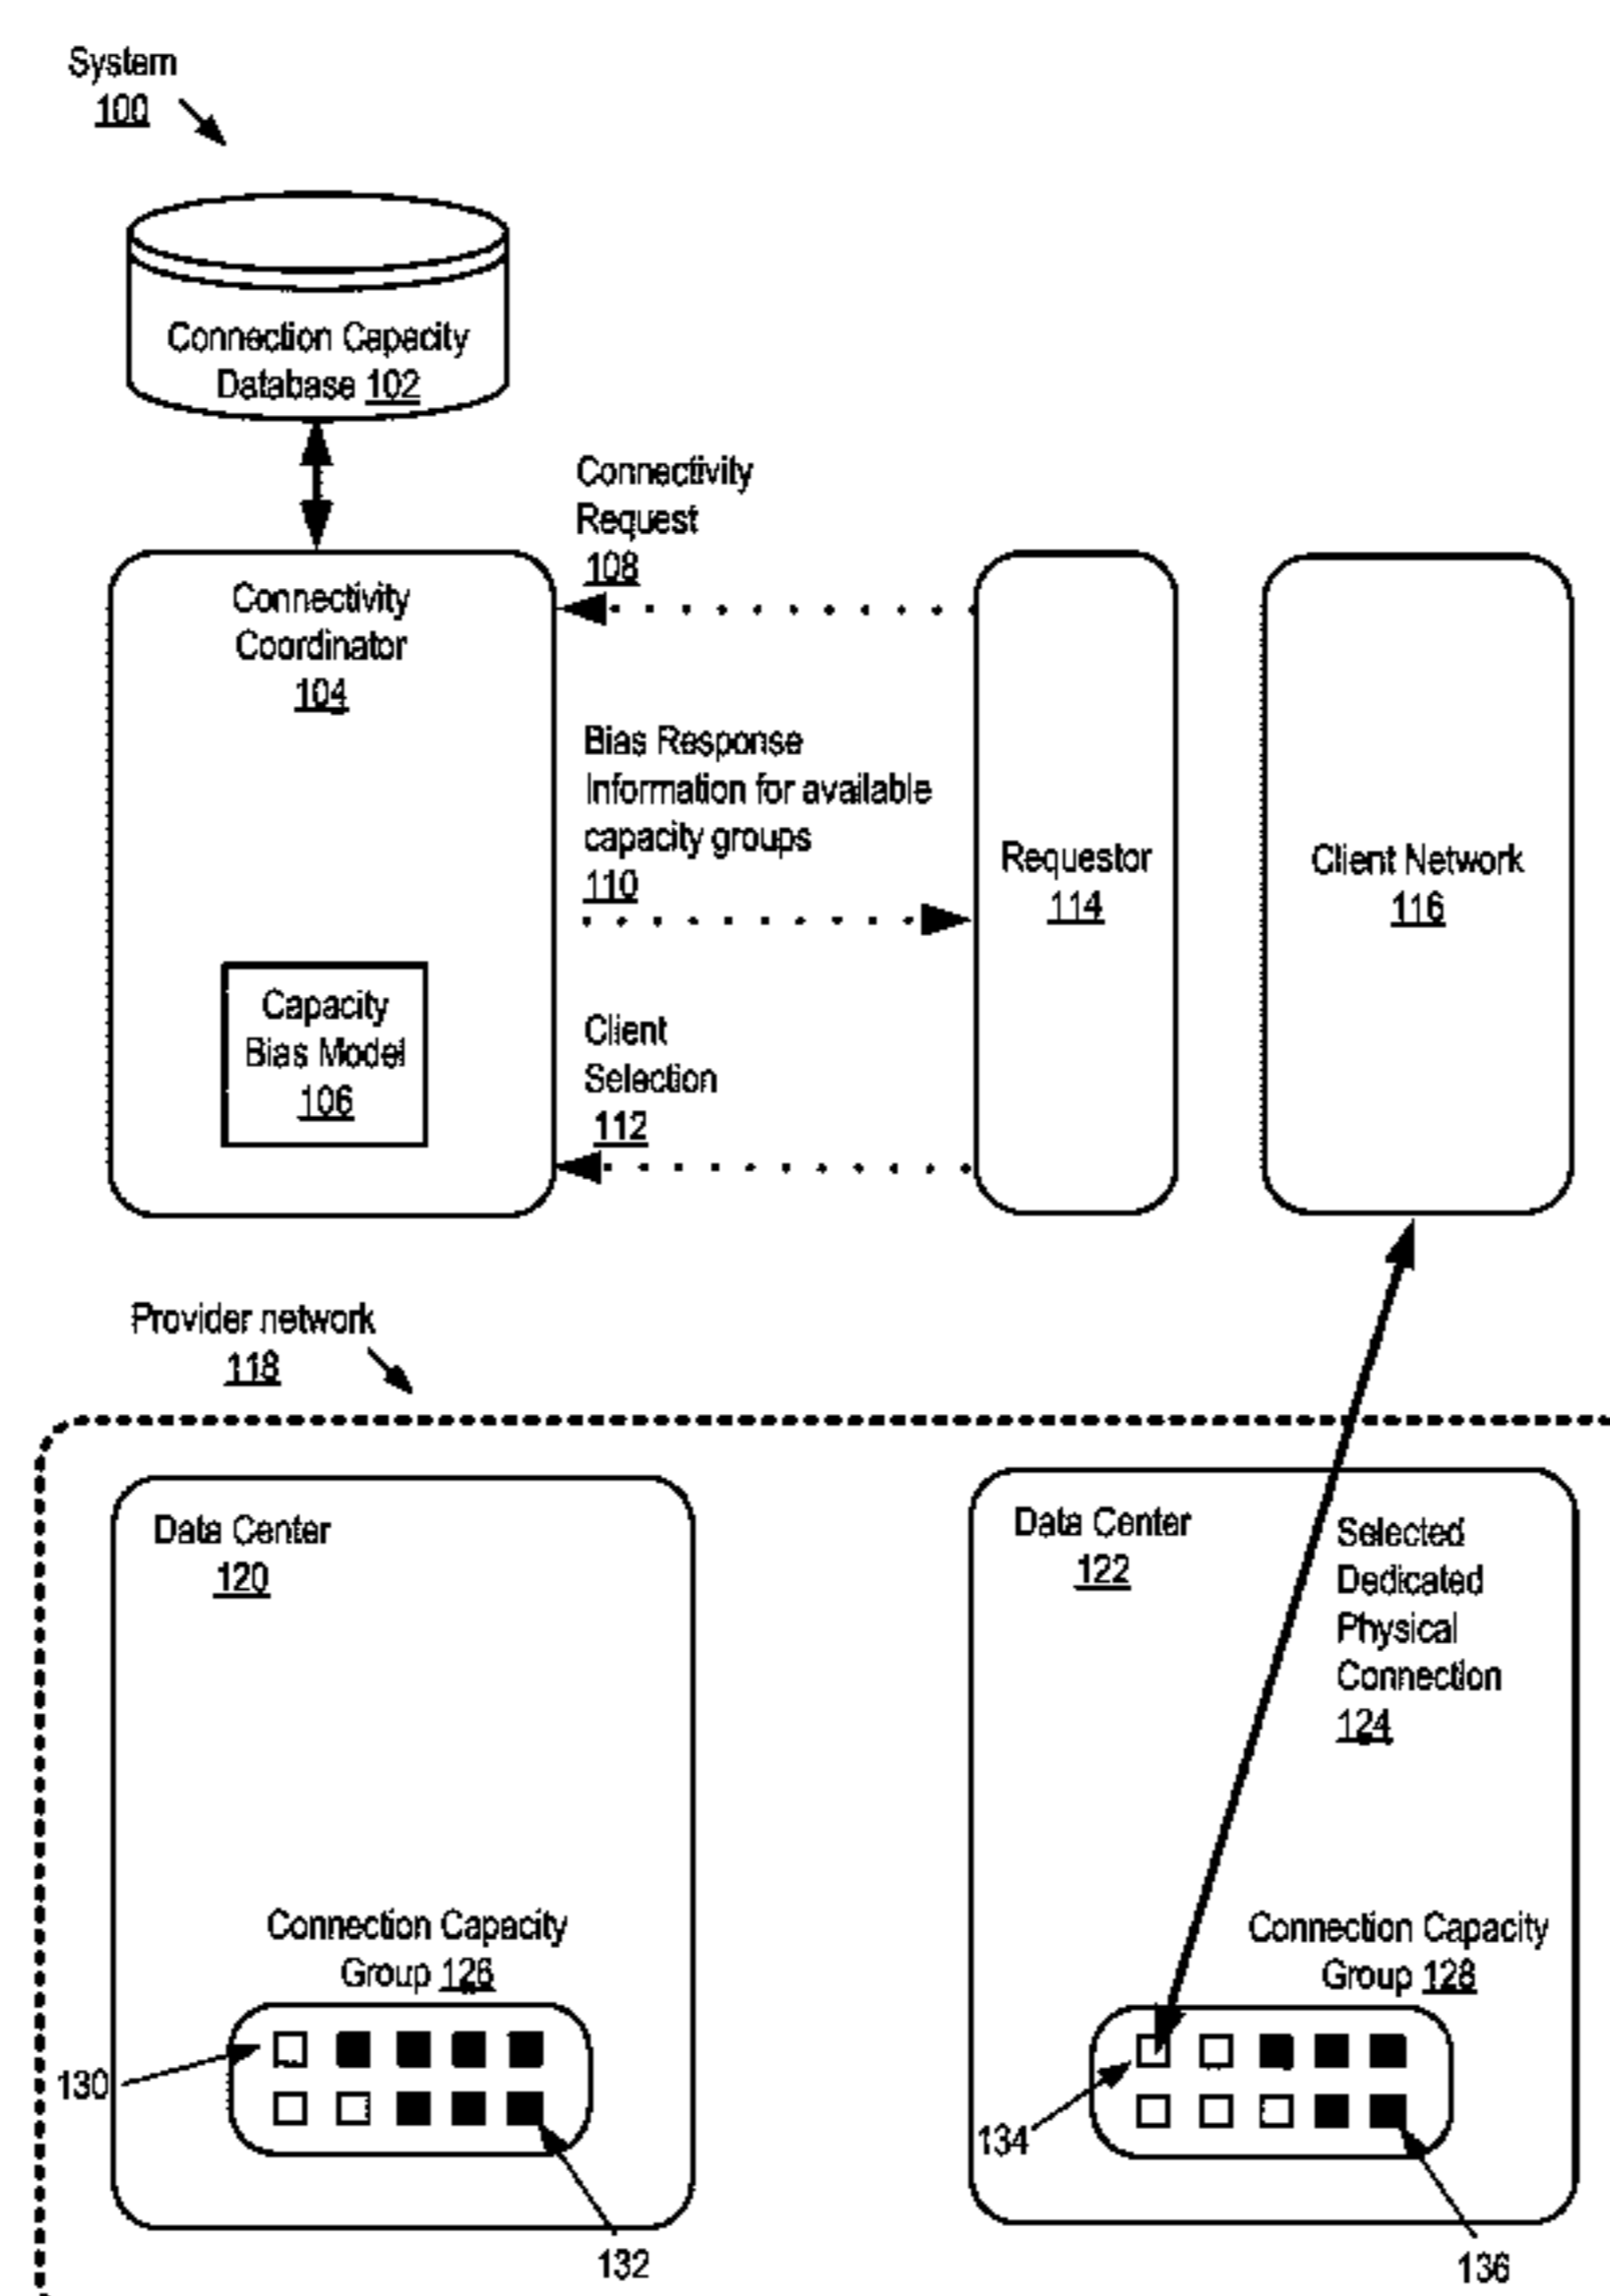 System
100
Connection Capacity
Database 102
Connectivity
Request
108
Connectivity
Coordinator
104
Bias Response
Information for available
capacity groups
110
Requestor
114
Client Network
116
Capacity
Bias Model
106
Client
Selection
112
Provider network
118
Data Center
120
Data Center
122
Selected
Dedicated
Physical
Connection
124
Connection Capacity
Group 126
Connection Capacity
Group 128
130
134
132
136